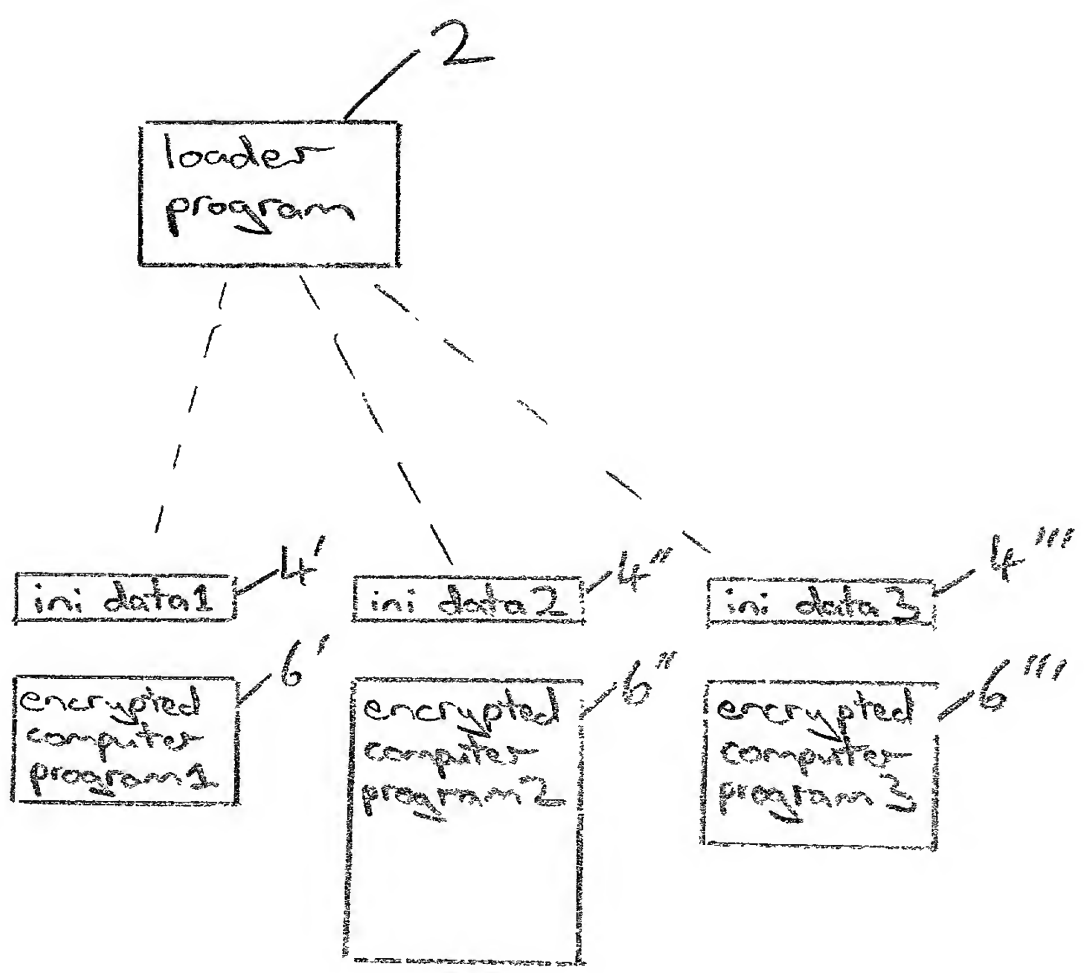 2
loader
program
ini data1
4'
ini data2
4''
ini data3
4'''
encrypted
computer
program1
6'
encrypted
computer
program2
6''
encrypted
computer
program3
6'''